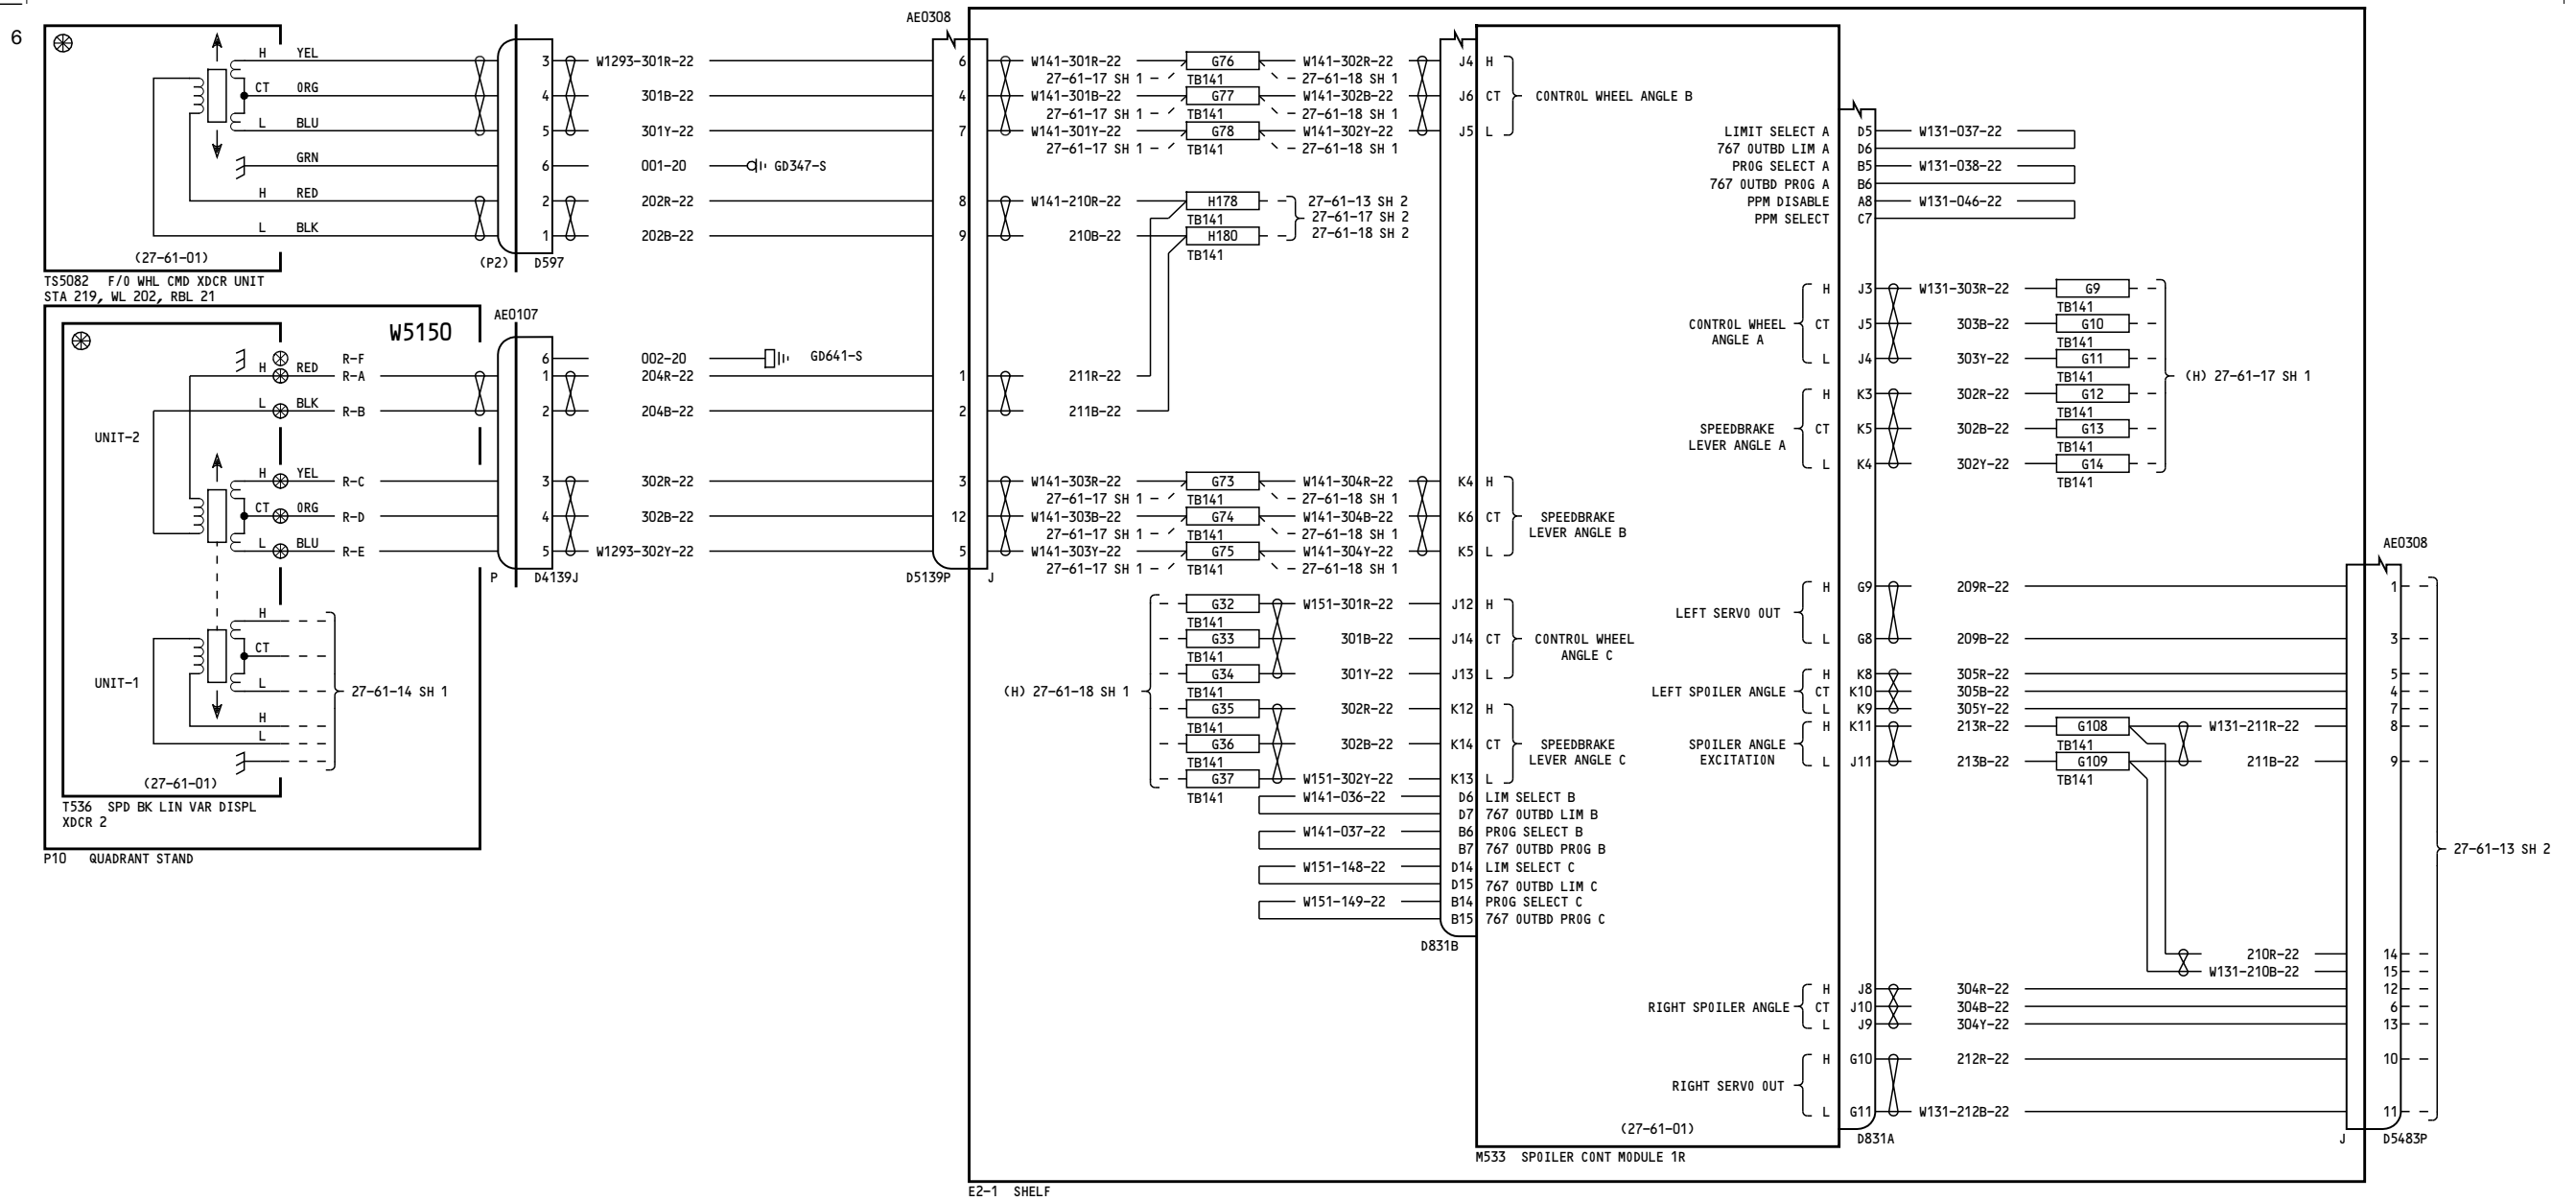 6
AE0308
H YEL
CT ORG
L BLU
GRN
H RED
L BLK
(27-61-01)
TS5082 F/O WHL CMD XDCR UNIT
STA 219, WL 202, RBL 21
3 W1293-301R-22
4 301B-22
5 301Y-22
6 001-20 GD347-S
2 202R-22
1 202B-22
(P2) D597
6 W141-301R-22 G76 W141-302R-22 J4 H
27-61-17 SH 1 TB141 27-61-18 SH 1
4 W141-301B-22 G77 W141-302B-22 J6 CT CONTROL WHEEL ANGLE B
27-61-17 SH 1 TB141 27-61-18 SH 1
7 W141-301Y-22 G78 W141-302Y-22 J5 L
27-61-17 SH 1 TB141 27-61-18 SH 1
8 W141-210R-22 H178 27-61-13 SH 2
TB141 27-61-17 SH 2
9 210B-22 H180 27-61-18 SH 2
TB141
W5150
AE0107
R-F 6 002-20 GD641-S
H RED R-A 1 204R-22 1 211R-22
L BLK R-B 2 204B-22 2 211B-22
UNIT-2
H YEL R-C 3 302R-22
CT ORG R-D 4 302B-22
L BLU R-E 5 W1293-302Y-22
P D4139J
D5139P J
3 W141-303R-22 G73 W141-304R-22 K4 H
27-61-17 SH 1 TB141 27-61-18 SH 1
12 W141-303B-22 G74 W141-304B-22 K6 CT SPEEDBRAKE
LEVER ANGLE B
27-61-17 SH 1 TB141 27-61-18 SH 1
5 W141-303Y-22 G75 W141-304Y-22 K5 L
27-61-17 SH 1 TB141 27-61-18 SH 1
H
CT
UNIT-1
L
27-61-14 SH 1
H
L
(27-61-01)
T536 SPD BK LIN VAR DISPL
XDCR 2
P10 QUADRANT STAND
(H) 27-61-18 SH 1
G32 W151-301R-22 J12 H
TB141
G33 301B-22 J14 CT CONTROL WHEEL
ANGLE C
TB141
G34 301Y-22 J13 L
TB141
G35 302R-22 K12 H
TB141
G36 302B-22 K14 CT SPEEDBRAKE
LEVER ANGLE C
TB141
G37 W151-302Y-22 K13 L
TB141
W141-036-22 D6 LIM SELECT B
D7 767 OUTBD LIM B
W141-037-22 B6 PROG SELECT B
B7 767 OUTBD PROG B
W151-148-22 D14 LIM SELECT C
D15 767 OUTBD LIM C
W151-149-22 B14 PROG SELECT C
B15 767 OUTBD PROG C
D831B
LIMIT SELECT A D5 W131-037-22
767 OUTBD LIM A D6
PROG SELECT A B5 W131-038-22
767 OUTBD PROG A B6
PPM DISABLE A8 W131-046-22
PPM SELECT C7
H J3 W131-303R-22 G9
TB141
CONTROL WHEEL
ANGLE A
CT J5 303B-22 G10
TB141
L J4 303Y-22 G11
TB141
(H) 27-61-17 SH 1
H K3 302R-22 G12
TB141
SPEEDBRAKE
LEVER ANGLE A
CT K5 302B-22 G13
TB141
L K4 302Y-22 G14
TB141
AE0308
H G9 209R-22 1
LEFT SERVO OUT
L G8 209B-22 3
H K8 305R-22 5
LEFT SPOILER ANGLE CT K10 305B-22 4
L K9 305Y-22 7
H K11 213R-22 G108 W131-211R-22 8
SPOILER ANGLE
EXCITATION
TB141
L J11 213B-22 G109 211B-22 9
TB141
27-61-13 SH 2
210R-22 14
W131-210B-22 15
H J8 304R-22 12
RIGHT SPOILER ANGLE CT J10 304B-22 6
L J9 304Y-22 13
H G10 212R-22 10
RIGHT SERVO OUT
L G11 W131-212B-22 11
(27-61-01)
D831A
J D5483P
M533 SPOILER CONT MODULE 1R
E2-1 SHELF